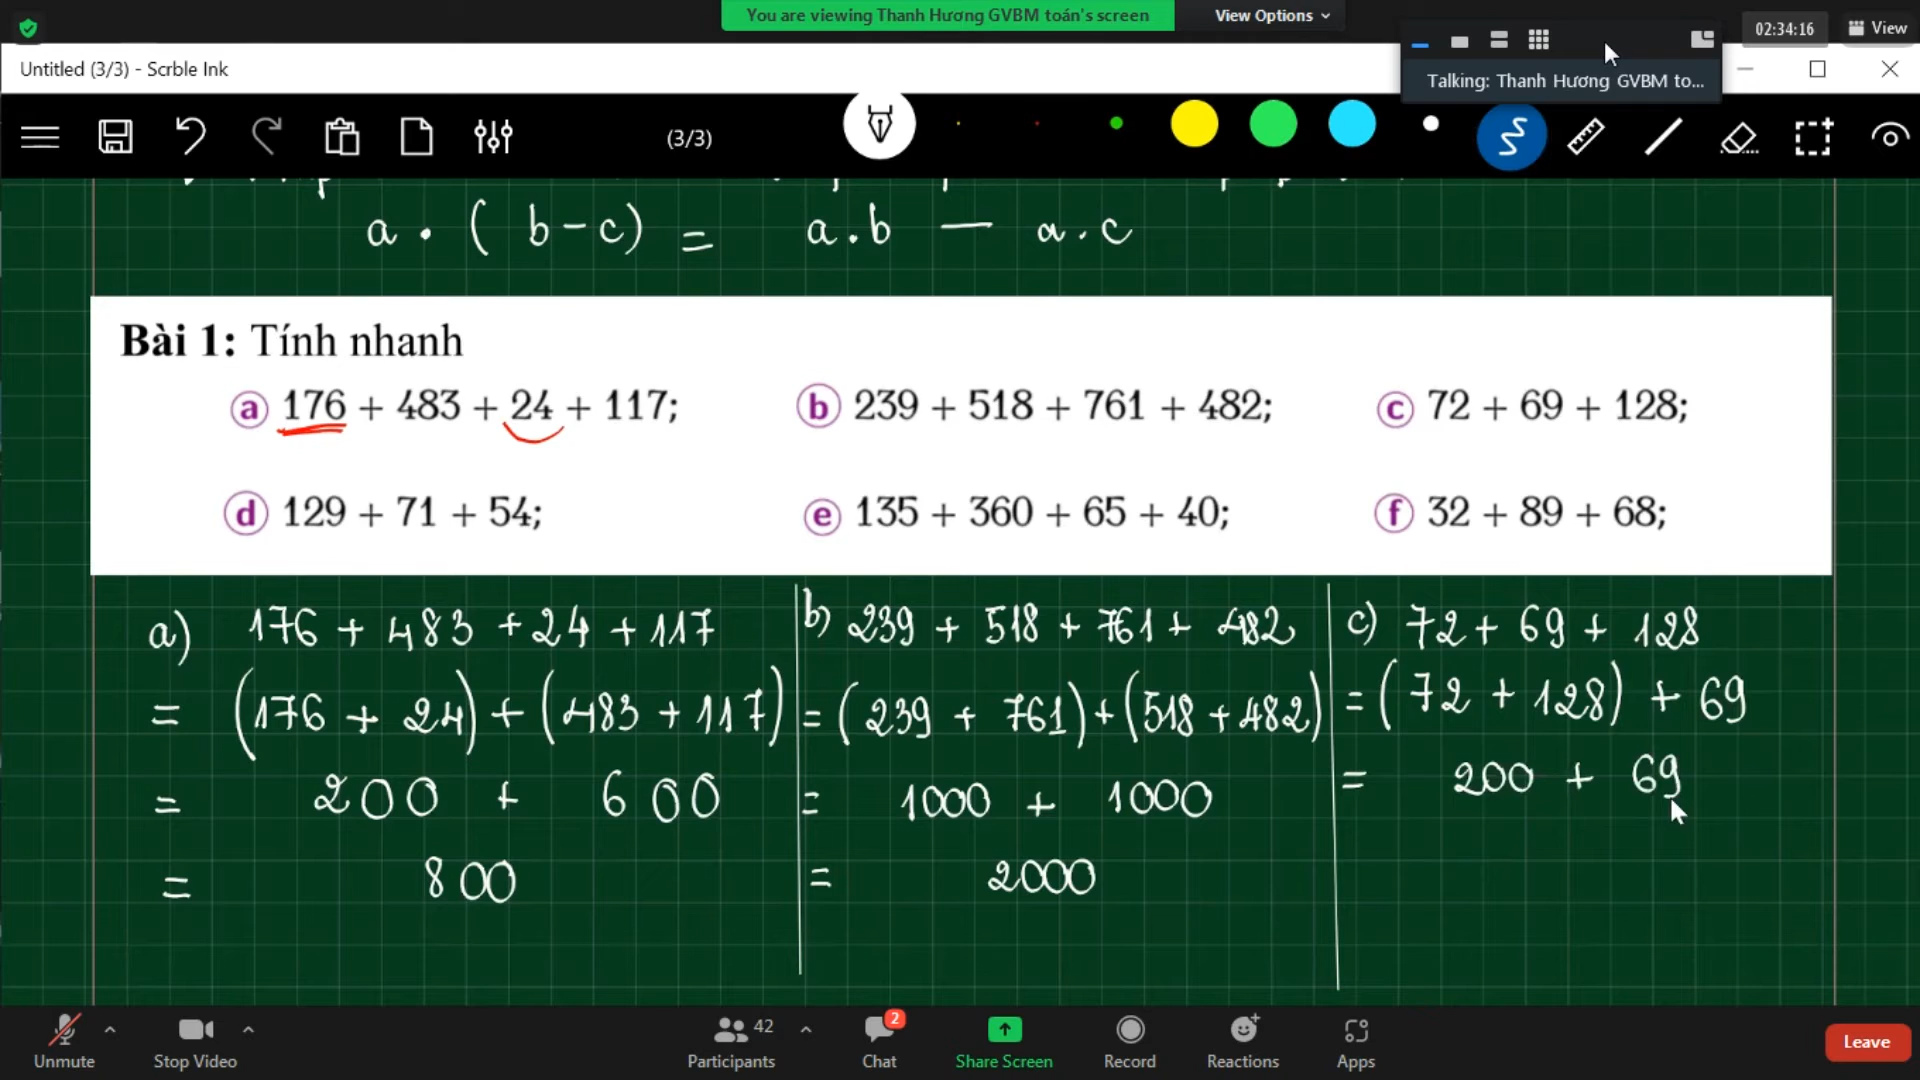 You are viewing Thanh Hương GVBM toán's screen
View Options
02:34:16
View
Untitled (3/3) - Scrble Ink
Talking: Thanh Hương GVBM to...
(3/3)
a . ( b - c) = a.b - a.c
Bài 1: Tính nhanh
a 176 + 483 + 24 + 117;
b 239 + 518 + 761 + 482;
c 72 + 69 + 128;
d 129 + 71 + 54;
e 135 + 360 + 65 + 40;
f 32 + 89 + 68;
a) 176 + 483 + 24 + 117
= (176 + 24) + (483 + 117)
= 200 + 600
= 800
b) 239 + 518 + 761 + 482
= (239 + 761) + (518 + 482)
= 1000 + 1000
= 2000
c) 72 + 69 + 128
= (72 + 128) + 69
= 200 + 69
Unmute
Stop Video
42
Participants
2
Chat
Share Screen
Record
Reactions
Apps
Leave